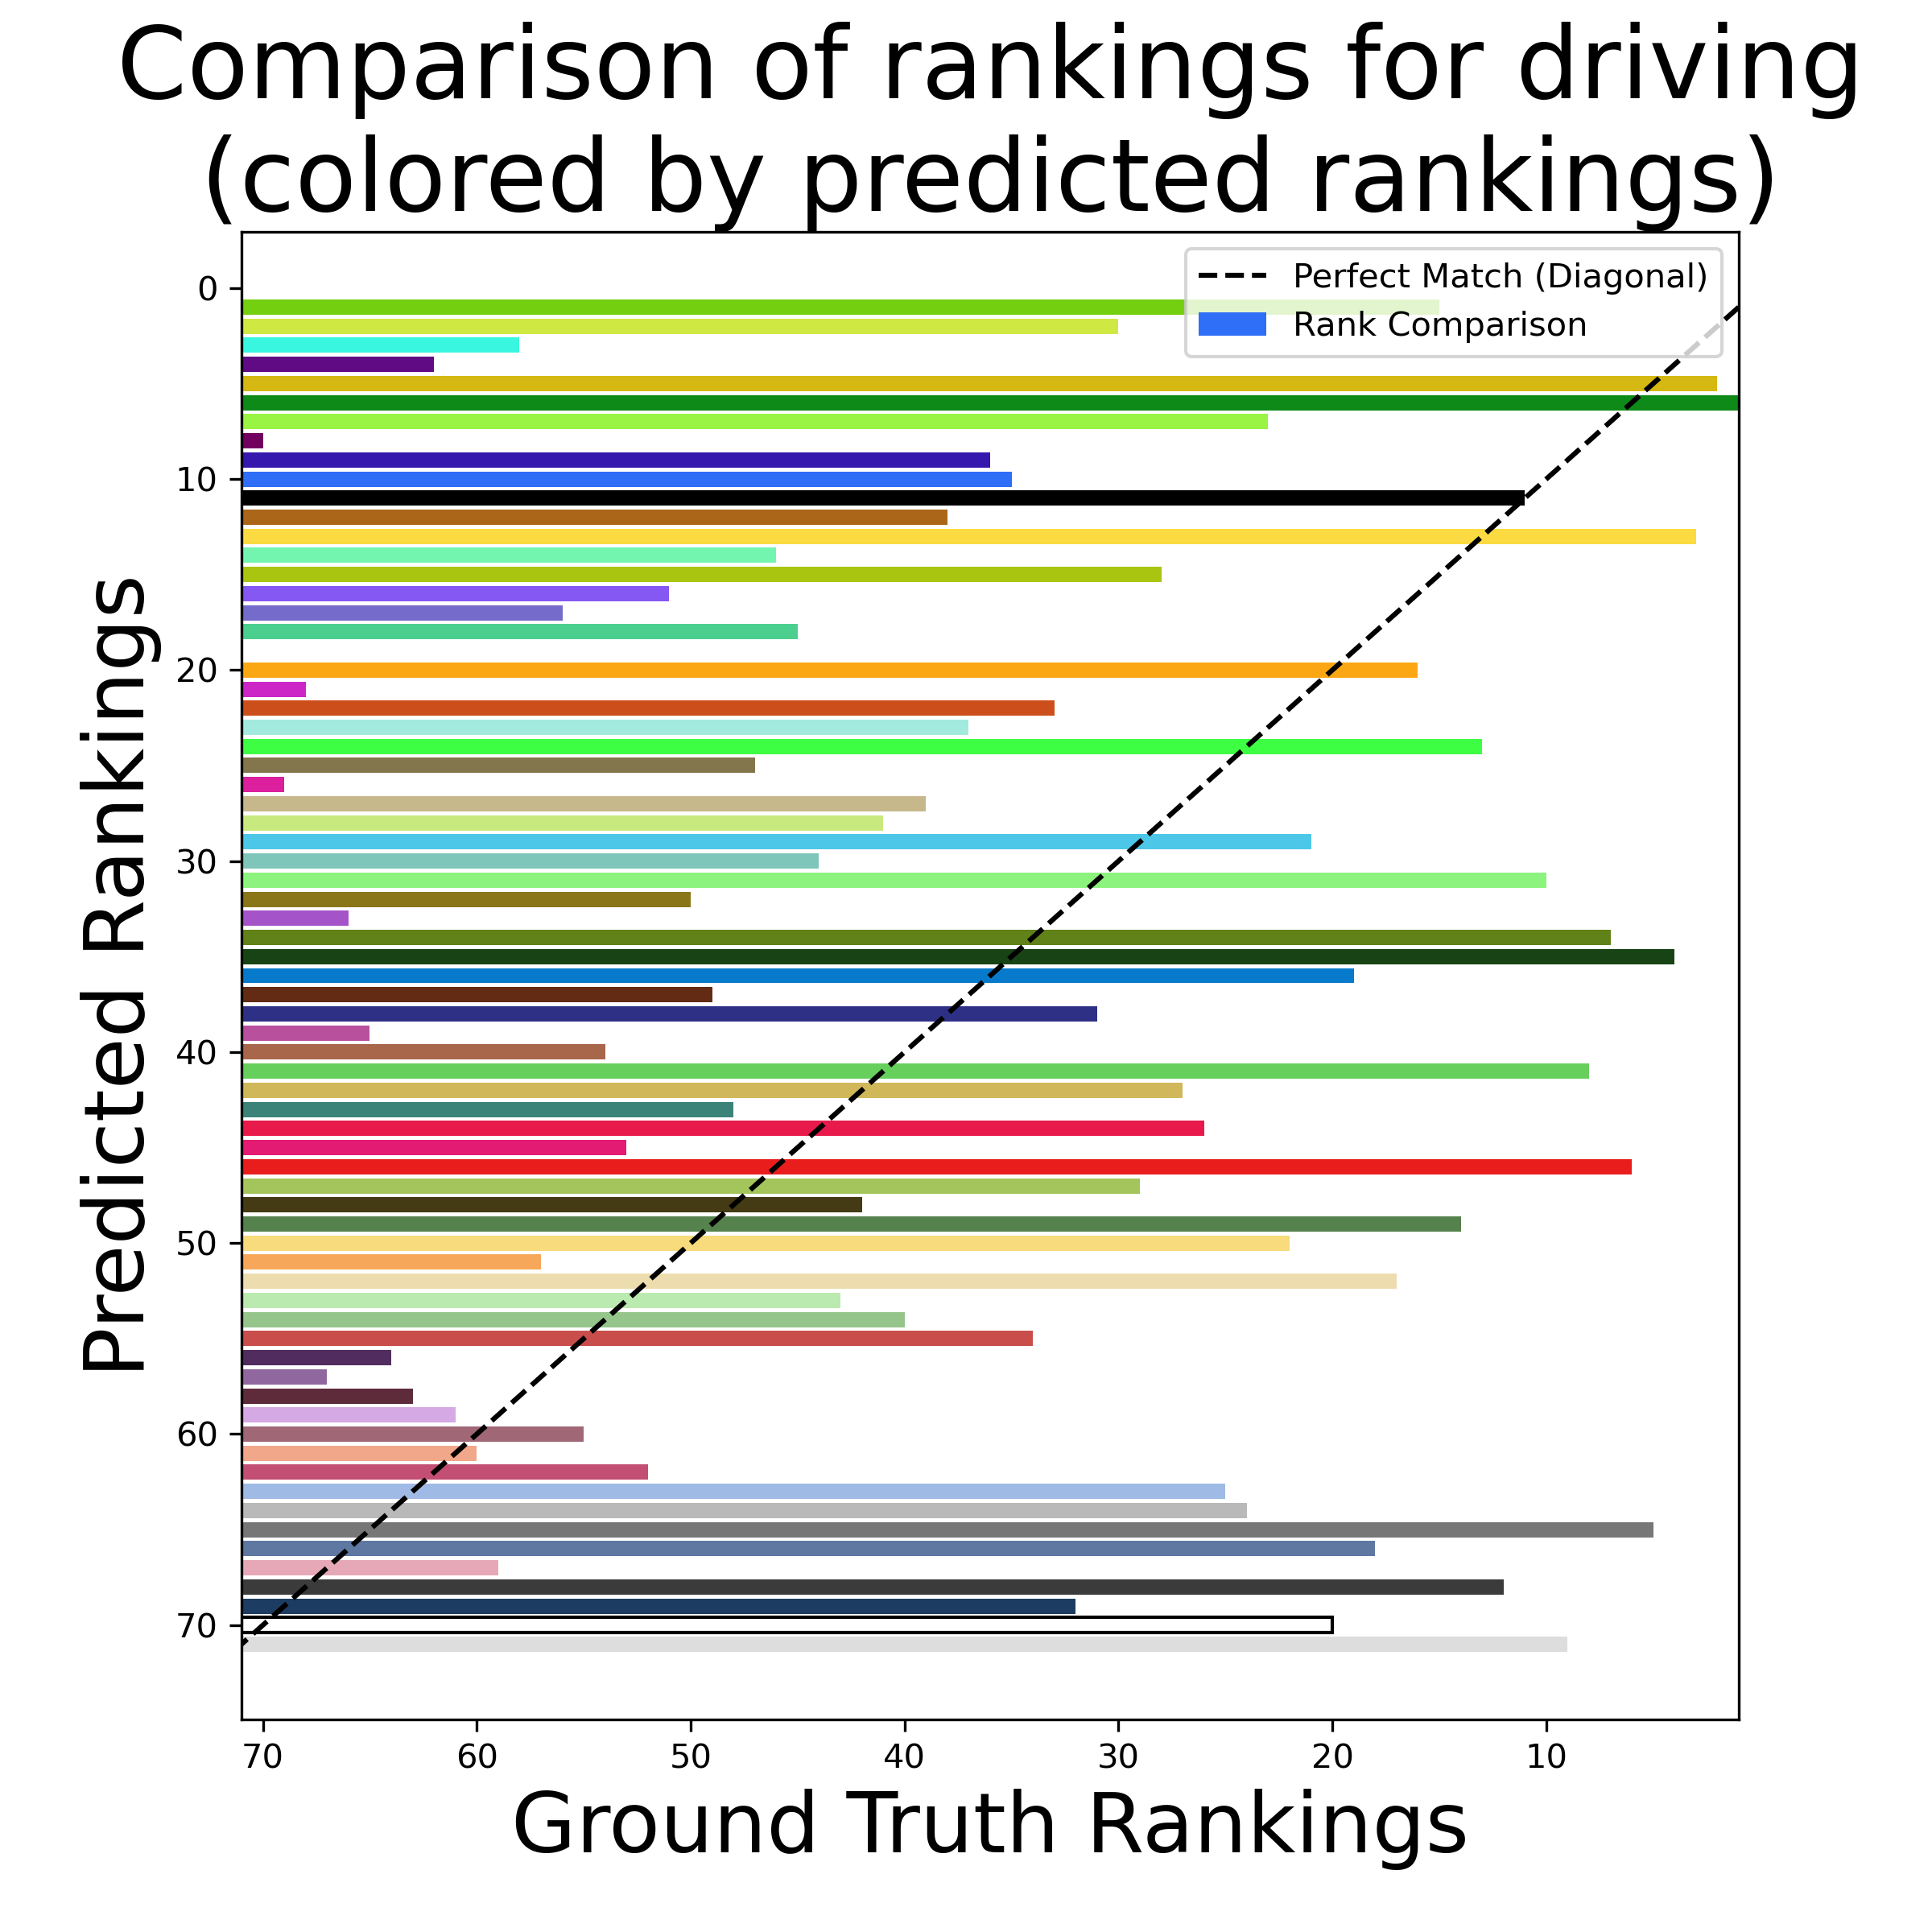 Comparison of rankings for driving
(colored by predicted rankings)
Perfect Match (Diagonal)
Rank Comparison
Predicted Rankings
0
10
20
30
40
50
60
70
70 60 50 40 30 20 10
Ground Truth Rankings